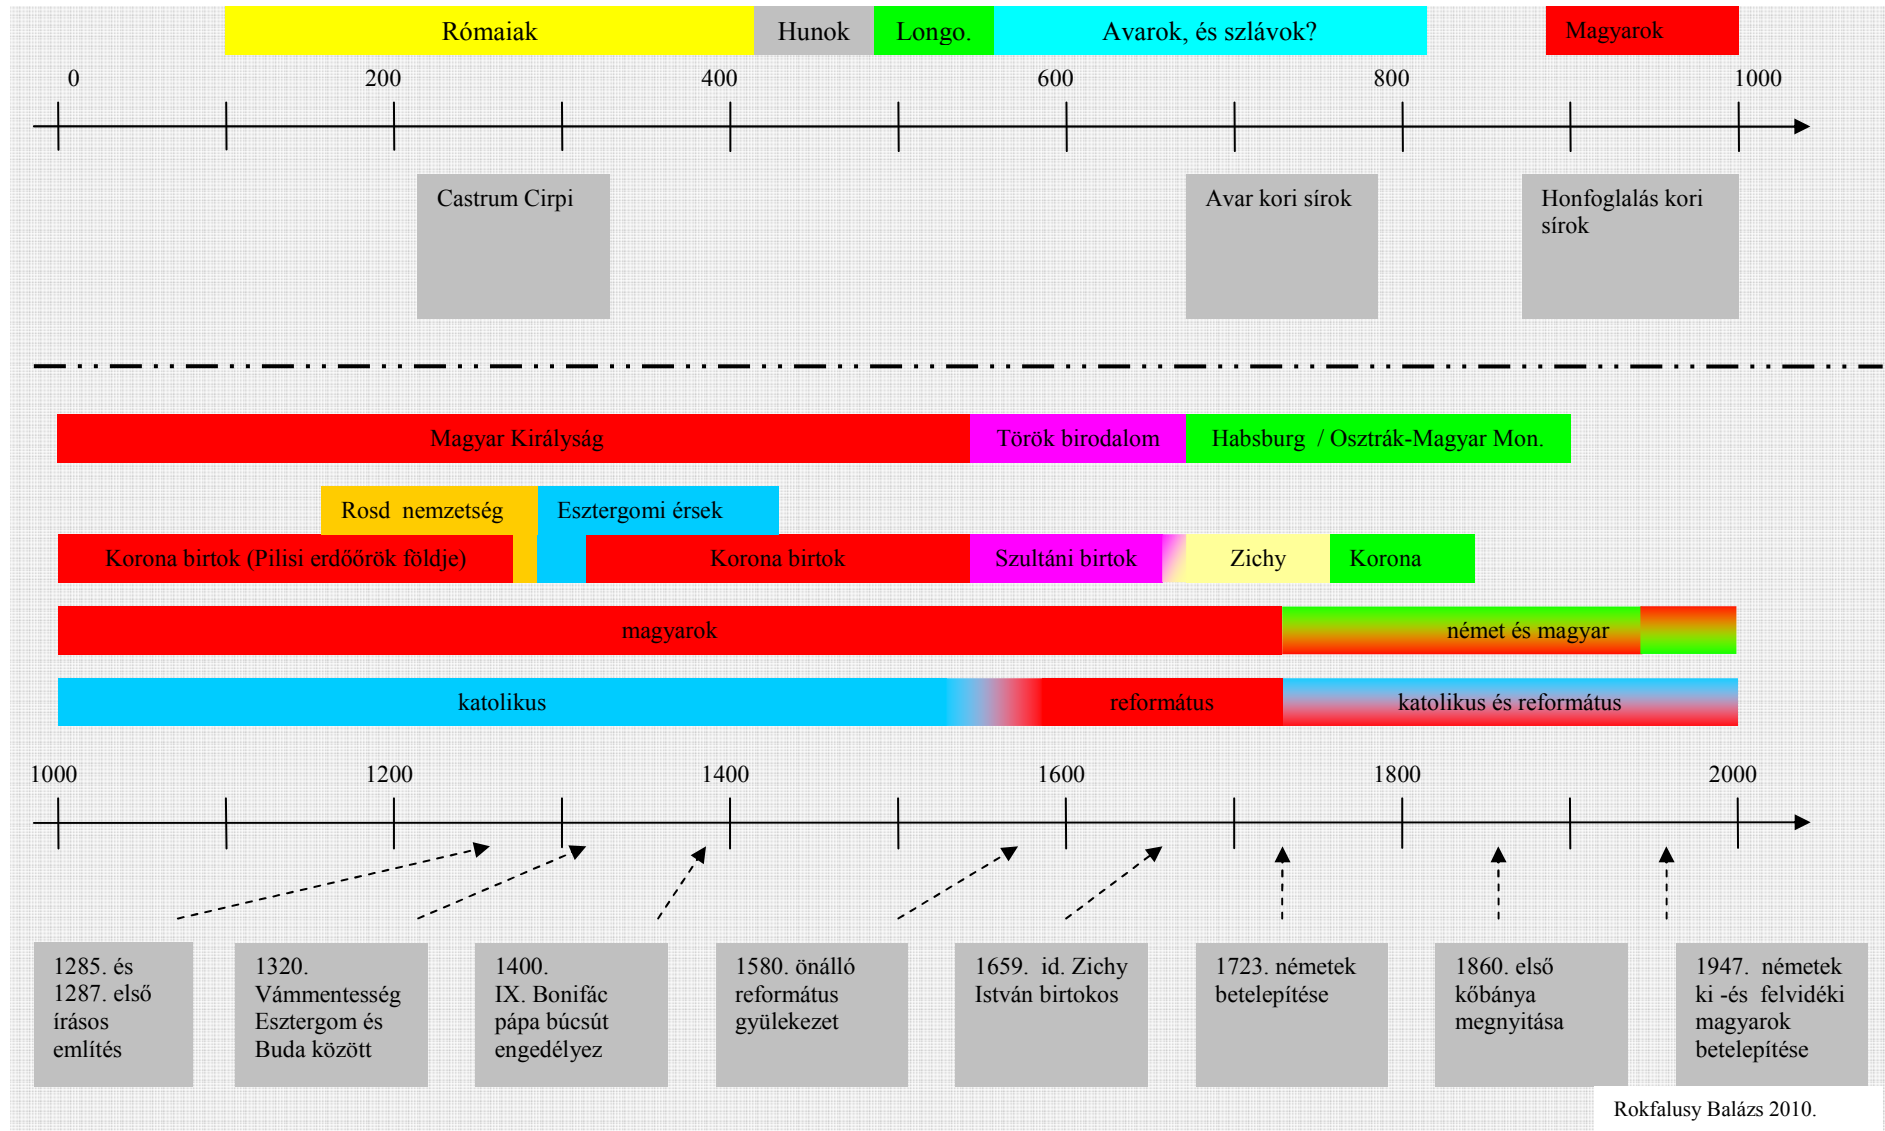 Rómaiak Hunok Longo. Avarok, és szlávok? Magyarok
0 200 400 600 800 1000
Castrum Cirpi
Avar kori sírok
Honfoglalás kori
sírok
Magyar Királyság Török birodalom Habsburg / Osztrák-Magyar Mon.
Rosd nemzetség Esztergomi érsek
Korona birtok (Pilisi erdőőrök földje) Korona birtok Szultáni birtok Zichy Korona
magyarok német és magyar
katolikus református katolikus és református
1000 1200 1400 1600 1800 2000
1285. és
1287. első
írásos
említés
1320.
Vámmentesség
Esztergom és
Buda között
1400.
IX. Bonifác
pápa búcsút
engedélyez
1580. önálló
református
gyülekezet
1659. id. Zichy
István birtokos
1723. németek
betelepítése
1860. első
kőbánya
megnyitása
1947. németek
ki -és felvidéki
magyarok
betelepítése
Rokfalusy Balázs 2010.